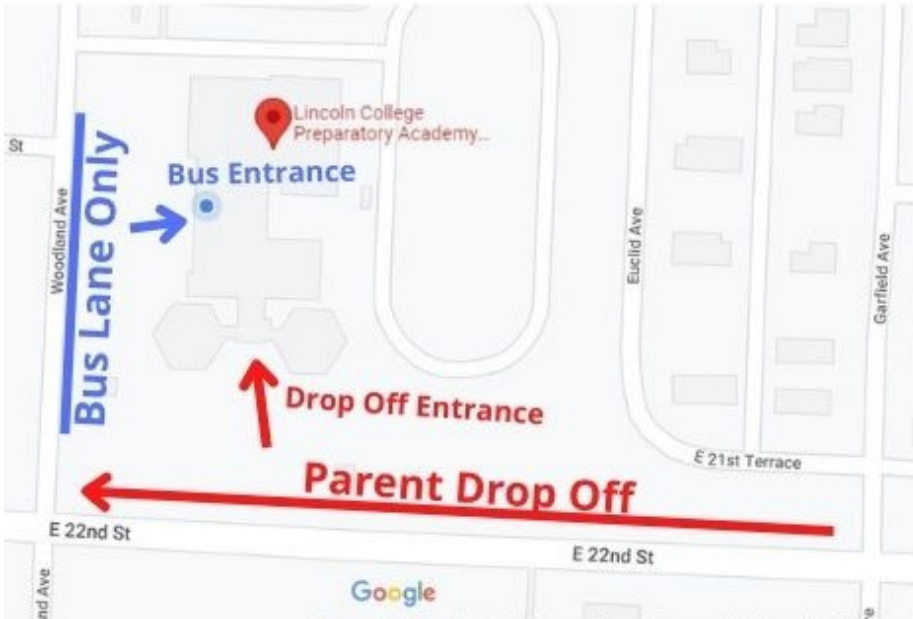 Lincoln College
Preparatory Academy...
St
Bus Entrance
Bus Lane Only
Woodland Ave
Euclid Ave
Garfield Ave
Drop Off Entrance
E 21st Terrace
Parent Drop Off
E 22nd St
E 22nd St
Google
nd Ave
e